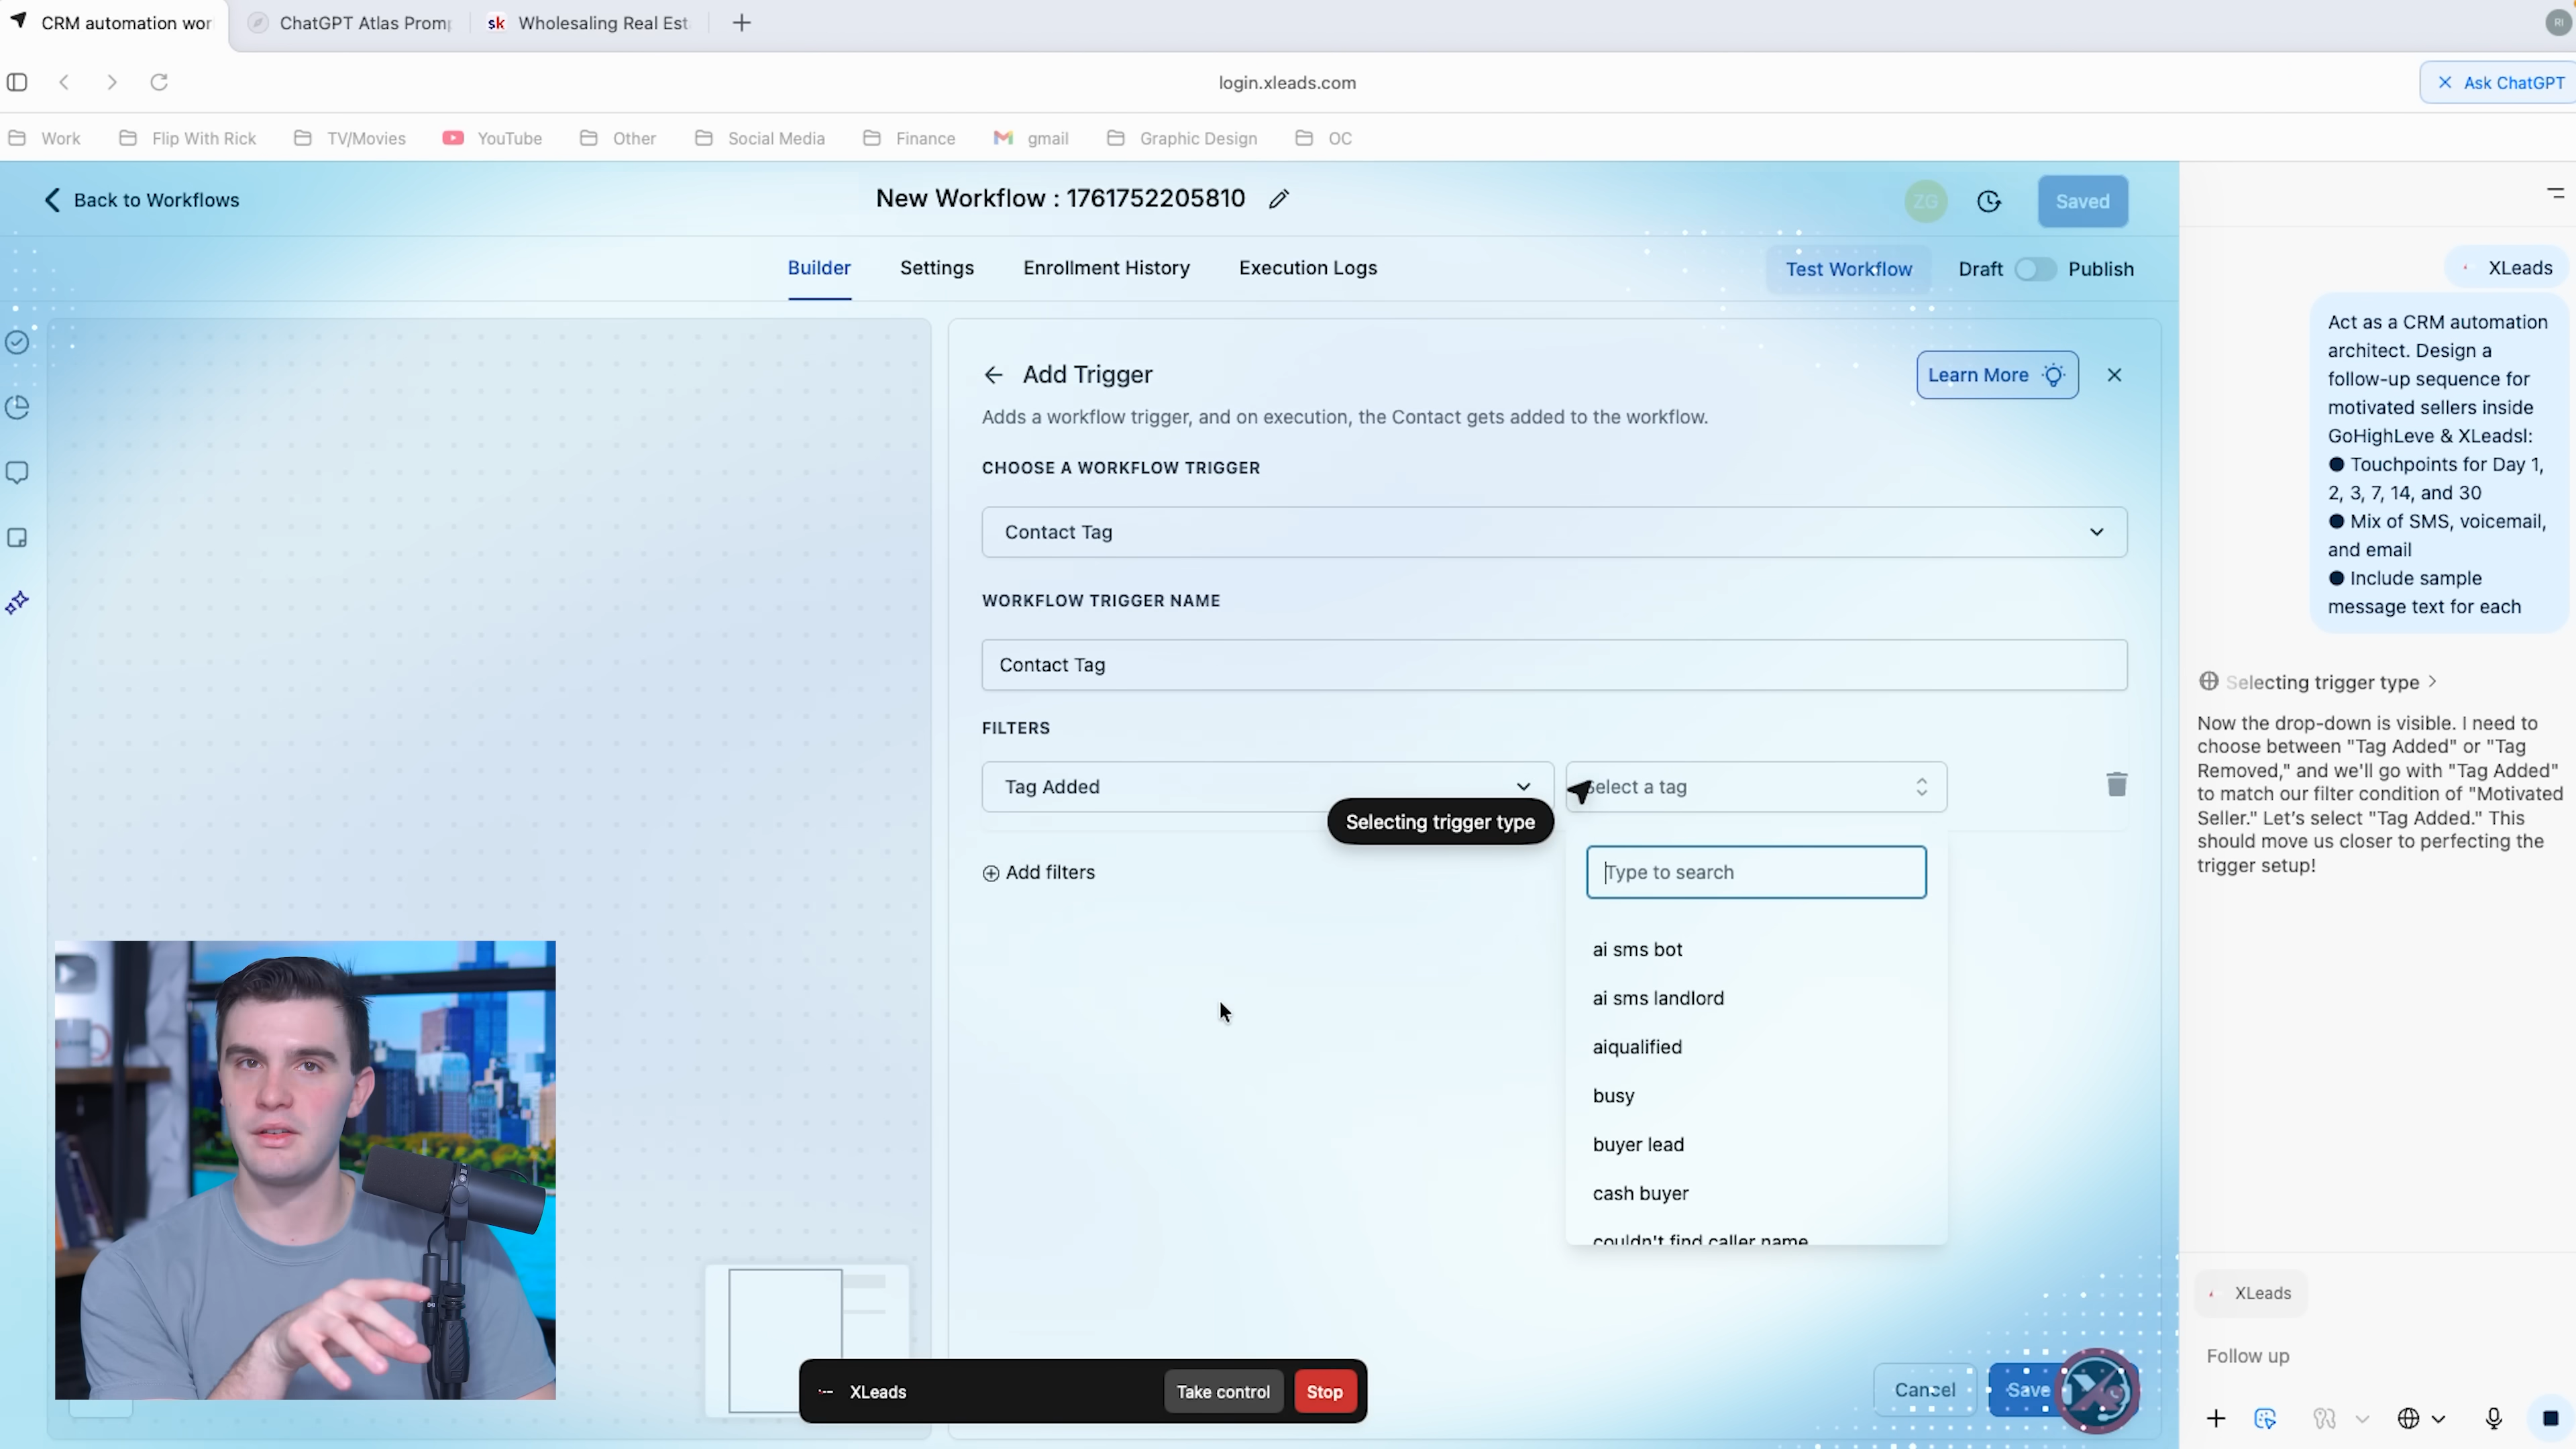 CRM automation wor
ChatGPT Atlas Promp
sk Wholesaling Real Est
RI
login.xleads.com
Ask ChatGPT
Work
Flip With Rick
TV/Movies
YouTube
Other
Social Media
Finance
gmail
Graphic Design
OC
Back to Workflows
New Workflow : 1761752205810
ZG
Saved
Builder
Settings
Enrollment History
Execution Logs
Test Workflow
Draft
Publish
Add Trigger
Learn More
Adds a workflow trigger, and on execution, the Contact gets added to the workflow.
CHOOSE A WORKFLOW TRIGGER
Contact Tag
WORKFLOW TRIGGER NAME
Contact Tag
FILTERS
Tag Added
Select a tag
Selecting trigger type
Add filters
Type to search
ai sms bot
ai sms landlord
aiqualified
busy
buyer lead
cash buyer
couldn't find caller name
XLeads
Take control
Stop
Cancel
Save
XLeads
Act as a CRM automation
architect. Design a
follow-up sequence for
motivated sellers inside
GoHighLeve & XLeadsl:
● Touchpoints for Day 1,
2, 3, 7, 14, and 30
● Mix of SMS, voicemail,
and email
● Include sample
message text for each
Selecting trigger type
Now the drop-down is visible. I need to
choose between "Tag Added" or "Tag
Removed," and we'll go with "Tag Added"
to match our filter condition of "Motivated
Seller." Let's select "Tag Added." This
should move us closer to perfecting the
trigger setup!
XLeads
Follow up